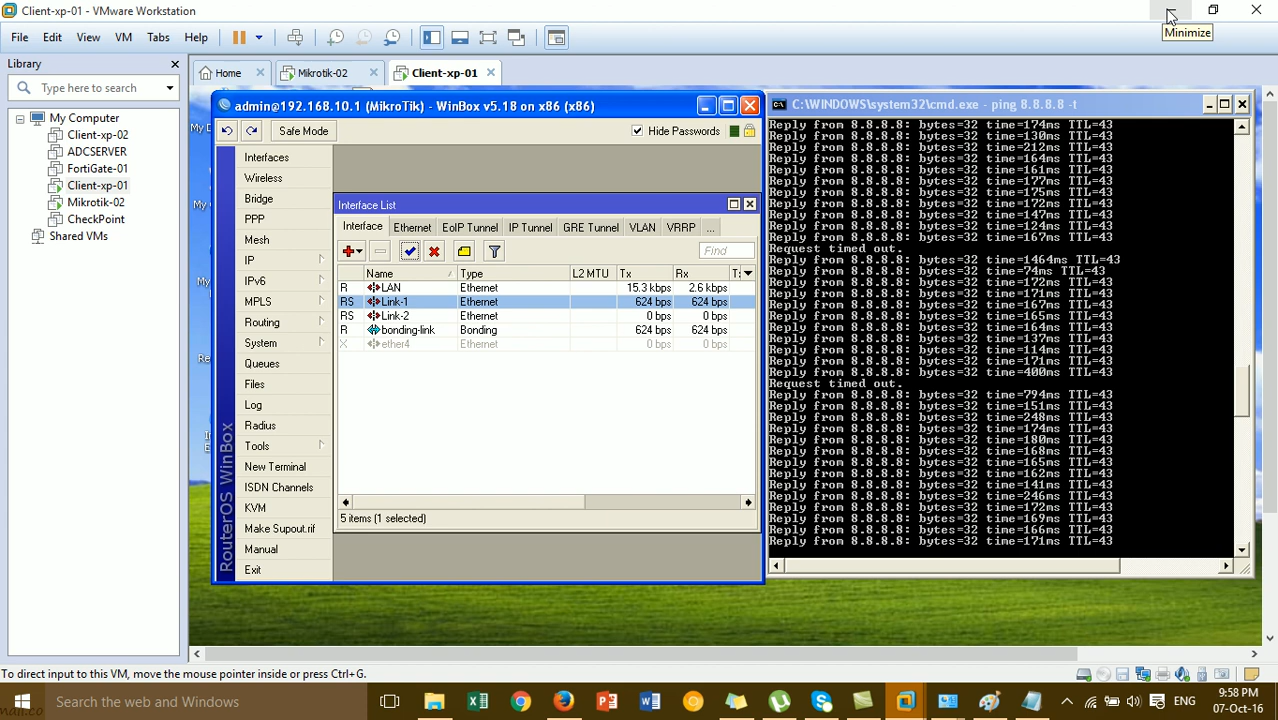 Client-xp-01 - VMware Workstation
Minimize
File Edit View VM Tabs Help
Library
Type here to search
My Computer
Client-xp-02
ADCSERVER
FortiGate-01
Client-xp-01
Mikrotik-02
CheckPoint
Shared VMs
Home Mikrotik-02 Client-xp-01
admin@192.168.10.1 (MikroTik) - WinBox v5.18 on x86 (x86)
Safe Mode Hide Passwords
RouterOS WinBox
Interfaces
Wireless
Bridge
PPP
Mesh
IP
IPv6
MPLS
Routing
System
Queues
Files
Log
Radius
Tools
New Terminal
ISDN Channels
KVM
Make Supout.rif
Manual
Exit
Interface List
Interface Ethernet EoIP Tunnel IP Tunnel GRE Tunnel VLAN VRRP ...
Find
Name Type L2 MTU Tx Rx
R LAN Ethernet 15.3 kbps 2.6 kbps
RS Link-1 Ethernet 624 bps 624 bps
RS Link-2 Ethernet 0 bps 0 bps
R bonding-link Bonding 624 bps 624 bps
X ether4 Ethernet 0 bps 0 bps
5 items (1 selected)
C:\WINDOWS\system32\cmd.exe - ping 8.8.8.8 -t
Reply from 8.8.8.8: bytes=32 time=174ms TTL=43
Reply from 8.8.8.8: bytes=32 time=130ms TTL=43
Reply from 8.8.8.8: bytes=32 time=212ms TTL=43
Reply from 8.8.8.8: bytes=32 time=164ms TTL=43
Reply from 8.8.8.8: bytes=32 time=161ms TTL=43
Reply from 8.8.8.8: bytes=32 time=177ms TTL=43
Reply from 8.8.8.8: bytes=32 time=175ms TTL=43
Reply from 8.8.8.8: bytes=32 time=172ms TTL=43
Reply from 8.8.8.8: bytes=32 time=147ms TTL=43
Reply from 8.8.8.8: bytes=32 time=124ms TTL=43
Reply from 8.8.8.8: bytes=32 time=167ms TTL=43
Request timed out.
Reply from 8.8.8.8: bytes=32 time=1464ms TTL=43
Reply from 8.8.8.8: bytes=32 time=74ms TTL=43
Reply from 8.8.8.8: bytes=32 time=172ms TTL=43
Reply from 8.8.8.8: bytes=32 time=171ms TTL=43
Reply from 8.8.8.8: bytes=32 time=167ms TTL=43
Reply from 8.8.8.8: bytes=32 time=165ms TTL=43
Reply from 8.8.8.8: bytes=32 time=164ms TTL=43
Reply from 8.8.8.8: bytes=32 time=137ms TTL=43
Reply from 8.8.8.8: bytes=32 time=114ms TTL=43
Reply from 8.8.8.8: bytes=32 time=171ms TTL=43
Reply from 8.8.8.8: bytes=32 time=400ms TTL=43
Request timed out.
Reply from 8.8.8.8: bytes=32 time=794ms TTL=43
Reply from 8.8.8.8: bytes=32 time=151ms TTL=43
Reply from 8.8.8.8: bytes=32 time=248ms TTL=43
Reply from 8.8.8.8: bytes=32 time=174ms TTL=43
Reply from 8.8.8.8: bytes=32 time=180ms TTL=43
Reply from 8.8.8.8: bytes=32 time=168ms TTL=43
Reply from 8.8.8.8: bytes=32 time=165ms TTL=43
Reply from 8.8.8.8: bytes=32 time=162ms TTL=43
Reply from 8.8.8.8: bytes=32 time=141ms TTL=43
Reply from 8.8.8.8: bytes=32 time=246ms TTL=43
Reply from 8.8.8.8: bytes=32 time=172ms TTL=43
Reply from 8.8.8.8: bytes=32 time=169ms TTL=43
Reply from 8.8.8.8: bytes=32 time=166ms TTL=43
Reply from 8.8.8.8: bytes=32 time=171ms TTL=43
To direct input to this VM, move the mouse pointer inside or press Ctrl+G.
Search the web and Windows
ENG
9:58 PM
07-Oct-16